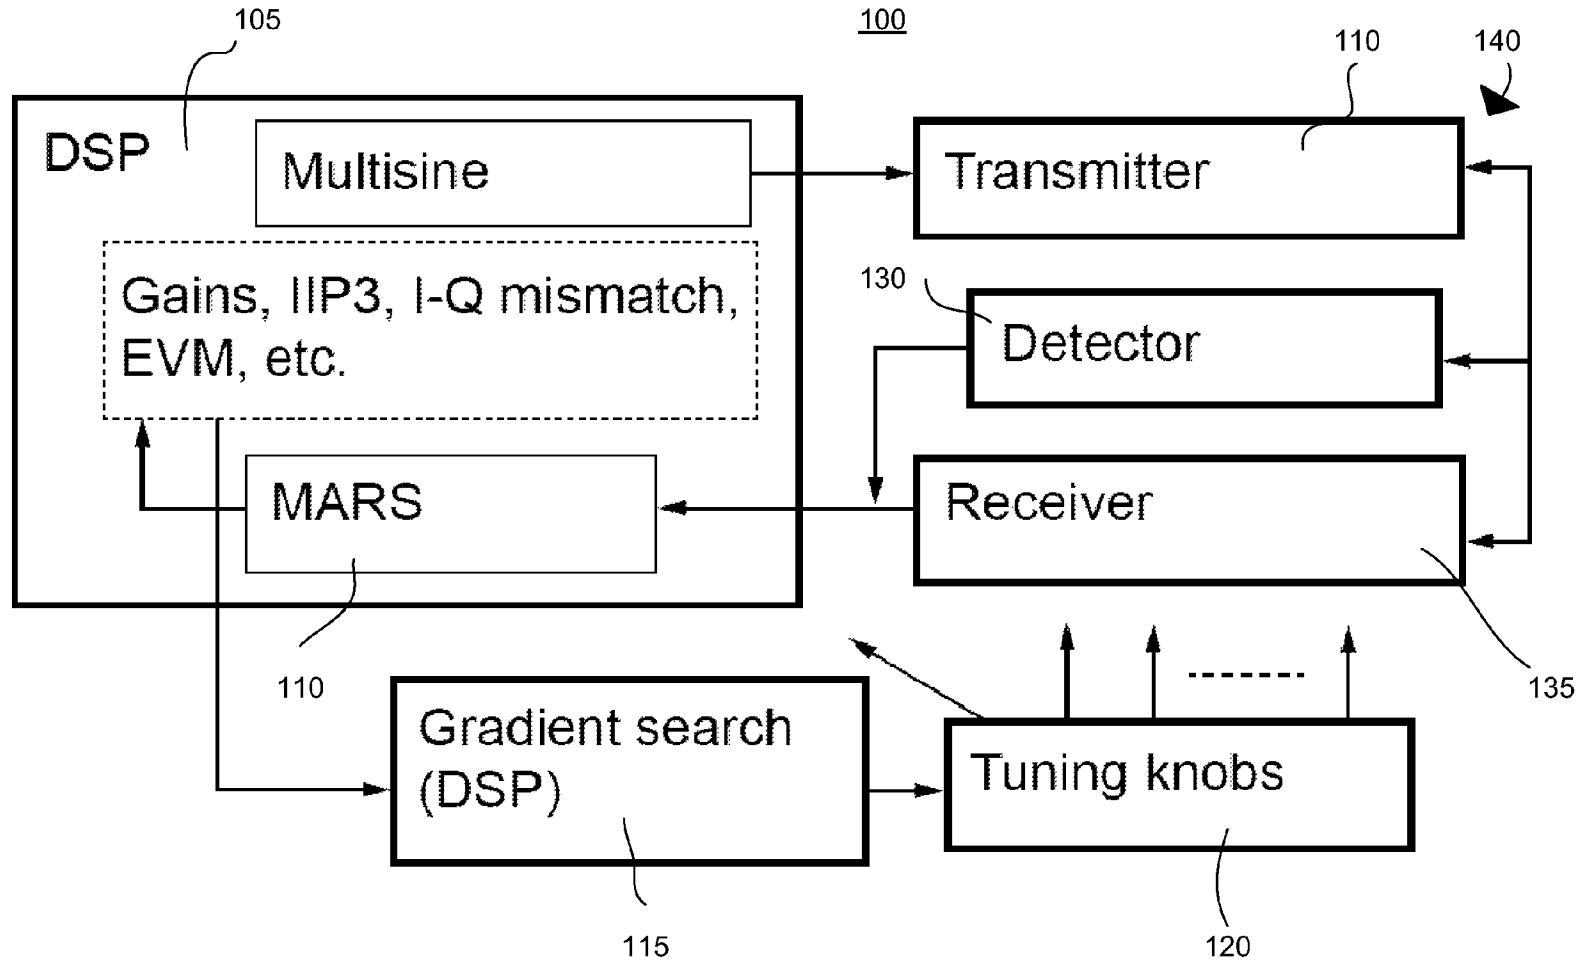 100
105
110
140
DSP
Multisine
Transmitter
Gains, IIP3, I-Q mismatch,
EVM, etc.
130
Detector
MARS
Receiver
110
135
Gradient search
(DSP)
Tuning knobs
115
120